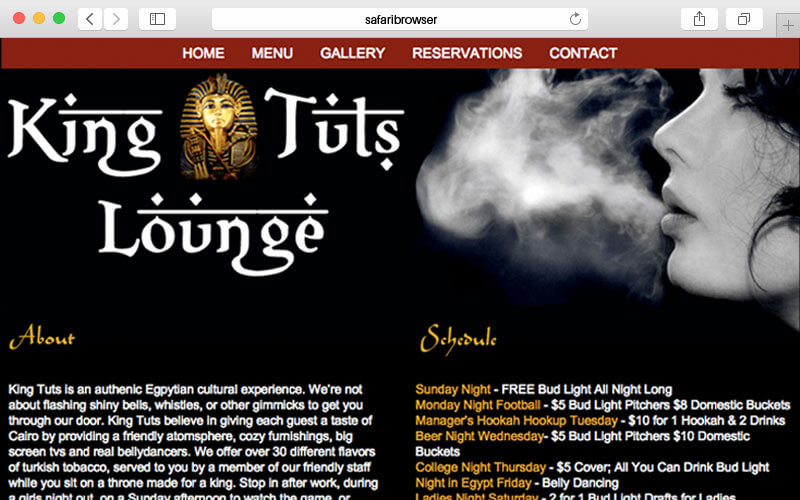 safaribrowser
HOME MENU GALLERY RESERVATIONS CONTACT
King Tuts
Lounge
About
King Tuts is an authenic Egpytian cultural experience. We're not
about flashing shiny bells, whistles, or other gimmicks to get you
through our door. King Tuts believe in giving each guest a taste of
Cairo by providing a friendly atomsphere, cozy furnishings, big
screen tvs and real bellydancers. We offer over 30 different flavors
of turkish tobacco, served to you by a member of our friendly staff
while you sit on a throne made for a king. Stop in after work, during
a girls night out, on a Sunday afternoon to watch the game, or
Schedule
Sunday Night - FREE Bud Light All Night Long
Monday Night Football - $5 Bud Light Pitchers $8 Domestic Buckets
Manager's Hookah Hookup Tuesday - $10 for 1 Hookah & 2 Drinks
Beer Night Wednesday- $5 Bud Light Pitchers $10 Domestic
Buckets
College Night Thursday - $5 Cover; All You Can Drink Bud Light
Night in Egypt Friday - Belly Dancing
Ladies Night Saturday - 2 for 1 Bud Light Drafts for Ladies